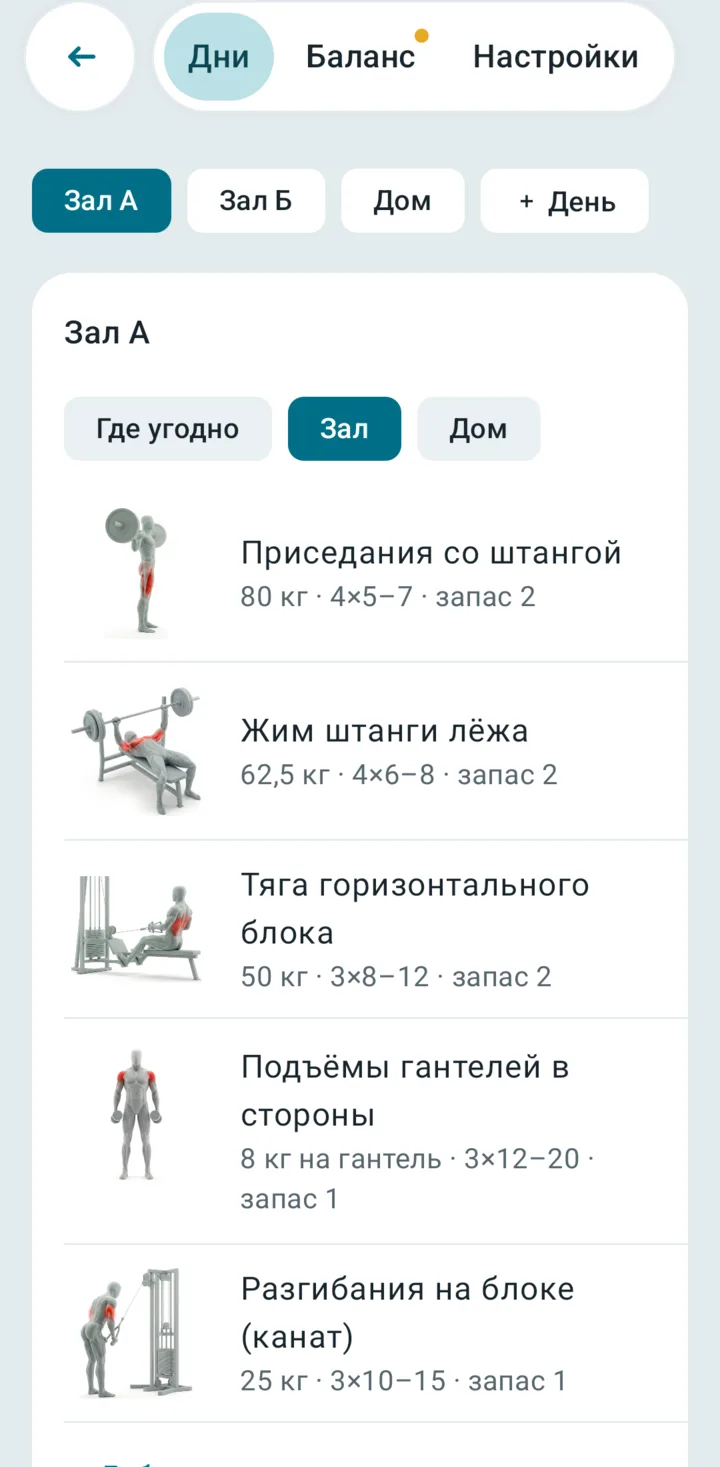 Дни Баланс Настройки
Зал А Зал Б Дом + День
Зал А
Где угодно Зал Дом
Приседания со штангой
80 кг · 4×5–7 · запас 2
Жим штанги лёжа
62,5 кг · 4×6–8 · запас 2
Тяга горизонтального
блока
50 кг · 3×8–12 · запас 2
Подъёмы гантелей в
стороны
8 кг на гантель · 3×12–20 ·
запас 1
Разгибания на блоке
(канат)
25 кг · 3×10–15 · запас 1